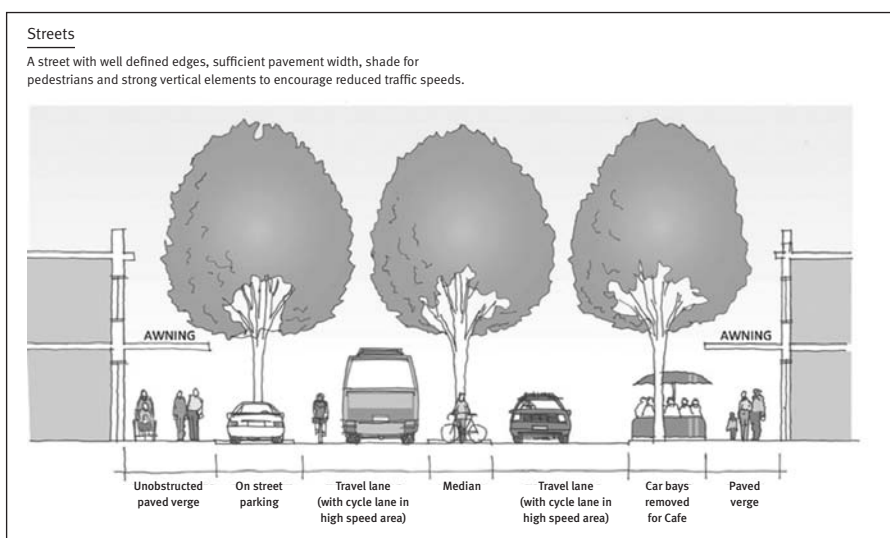 Streets
A street with well defined edges, sufficient pavement width, shade for
pedestrians and strong vertical elements to encourage reduced traffic speeds.
AWNING
AWNING
Unobstructed
paved verge
On street
parking
Travel lane
(with cycle lane in
high speed area)
Median
Travel lane
(with cycle lane in
high speed area)
Car bays
removed
for Cafe
Paved
verge